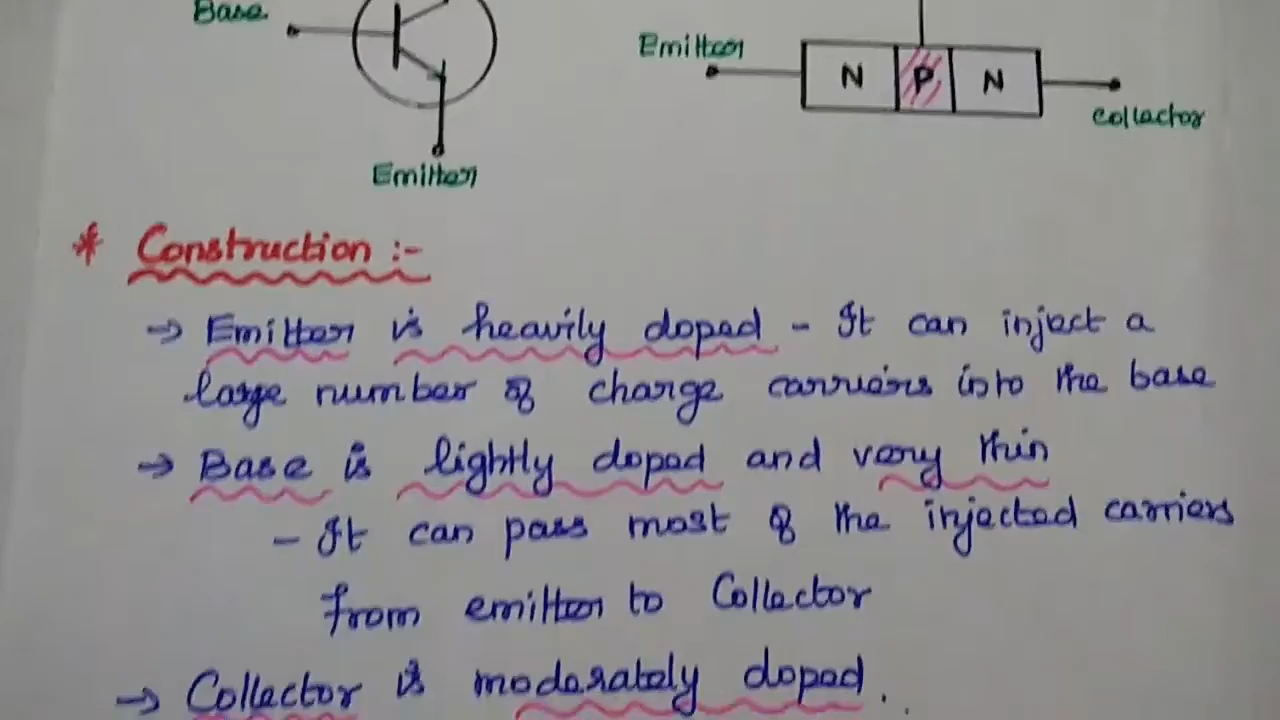 Base
Emitter
N P N
Collector
Emitter
* Construction :-
→ Emitter is heavily doped - It can inject a
large number of charge carriers into the base
→ Base is lightly doped and very thin
- It can pass most of the injected carriers
from emitter to Collector
→ Collector is moderately doped.